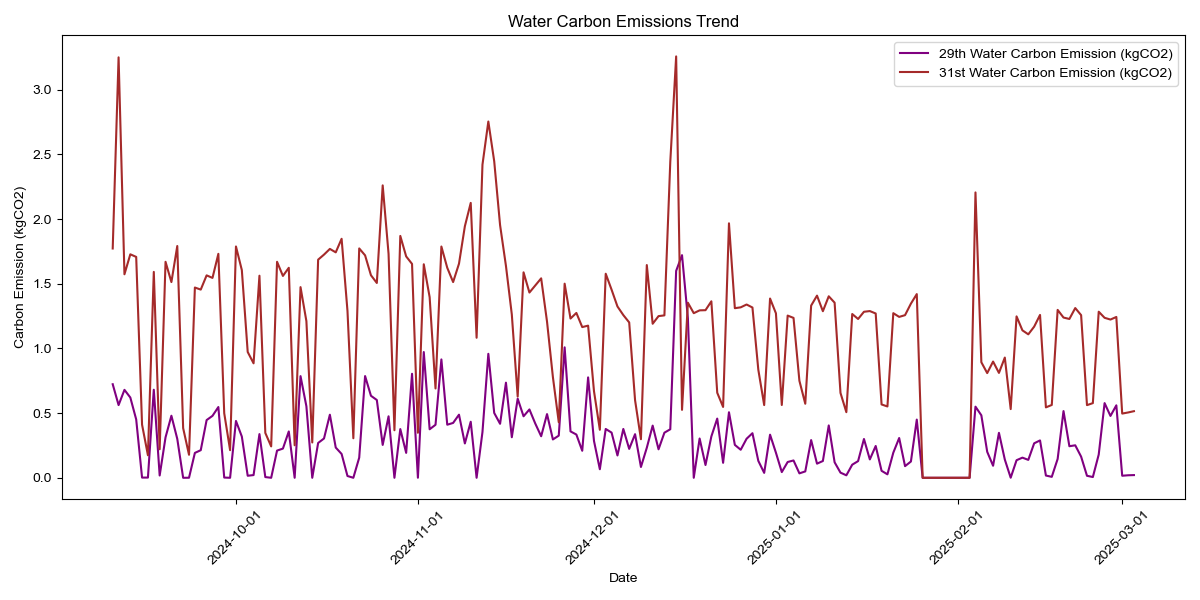 Water Carbon Emissions Trend
29th Water Carbon Emission (kgCO2)
31st Water Carbon Emission (kgCO2)
Carbon Emission (kgCO2)
3.0
2.5
2.0
1.5
1.0
0.5
0.0
2024-10-01
2024-11-01
2024-12-01
2025-01-01
2025-02-01
2025-03-01
Date